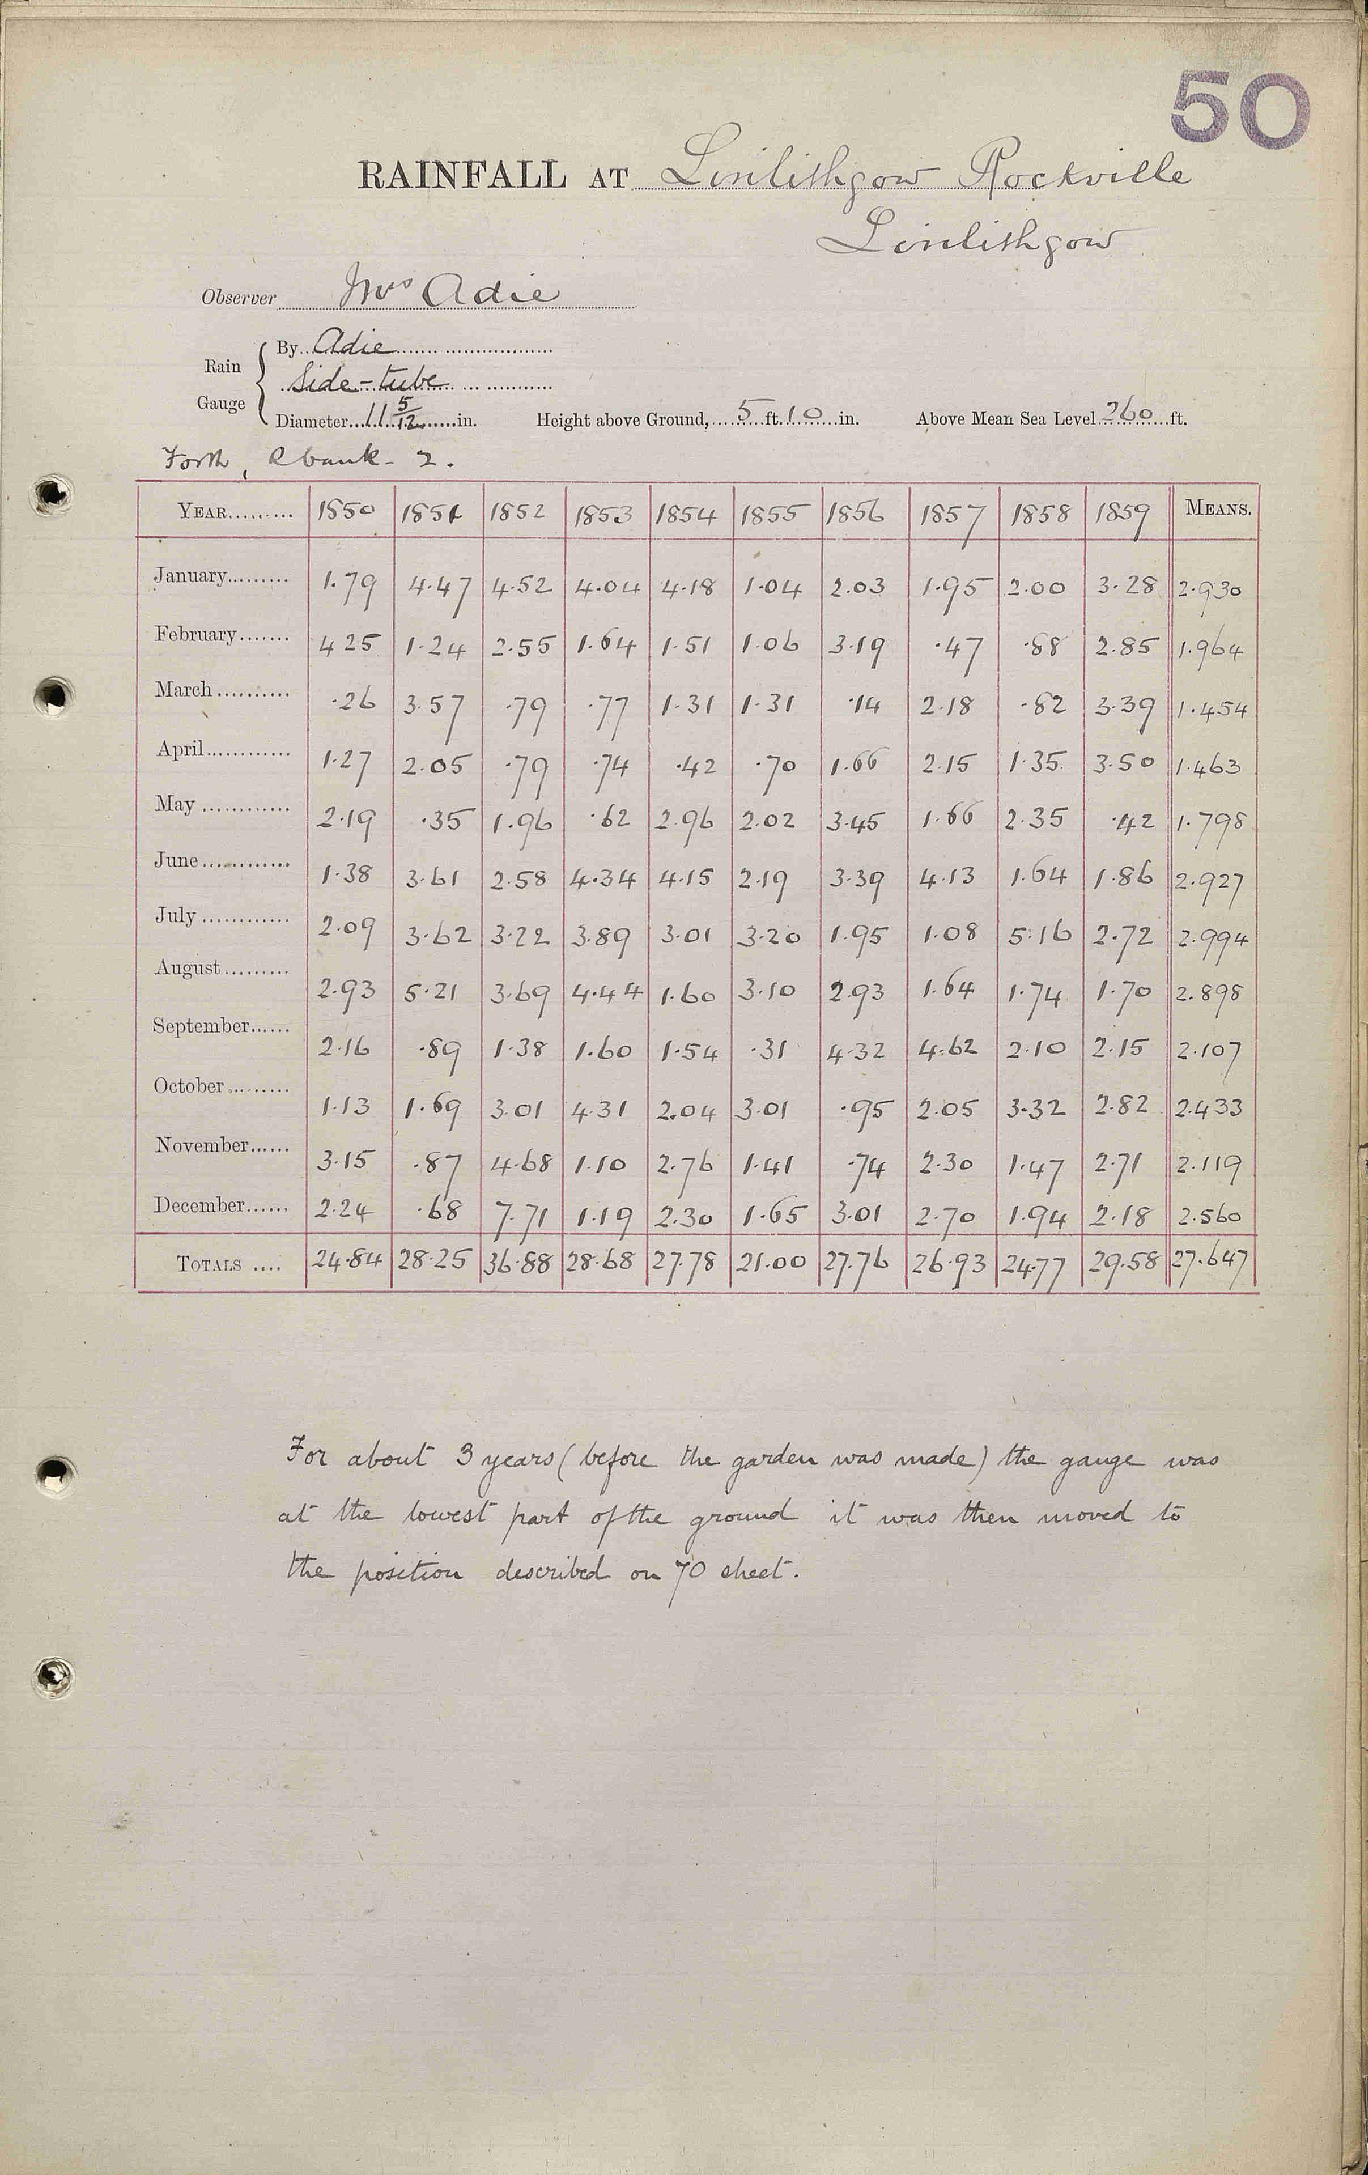 50
RAINFALL AT Linlithgow Rockville
Linlithgow
Observer Mrs Adie
Rain Gauge { By Adie
Side-tube
Diameter 11 5/12 in. Height above Ground, 5 ft. 10 in. Above Mean Sea Level 260 ft.
Forth, R bank - 2.
YEAR 1850 1851 1852 1853 1854 1855 1856 1857 1858 1859 MEANS.
January 1.79 4.47 4.52 4.04 4.18 1.04 2.03 1.95 2.00 3.28 2.930
February 4 25 1.24 2.55 1.64 1.51 1.06 3.19 .47 .88 2.85 1.964
March .26 3.57 .79 .77 1.31 1.31 .14 2.18 .82 3.39 1.454
April 1.27 2.05 .79 .74 .42 .70 1.66 2.15 1.35 3.50 1.463
May 2.19 .35 1.96 .62 2.96 2.02 3.45 1.66 2.35 .42 1.798
June 1.38 3.61 2.58 4.34 4.15 2.19 3.39 4.13 1.64 1.86 2.927
July 2.09 3.62 3.22 3.89 3.01 3.20 1.95 1.08 5.16 2.72 2.994
August 2.93 5.21 3.69 4.44 1.60 3.10 2.93 1.64 1.74 1.70 2.898
September 2.16 .89 1.38 1.60 1.54 .31 4.32 4.62 2.10 2.15 2.107
October 1.13 1.69 3.01 4.31 2.04 3.01 .95 2.05 3.32 2.82 2.433
November 3.15 .87 4.68 1.10 2.76 1.41 .74 2.30 1.47 2.71 2.119
December 2.24 .68 7.71 1.19 2.30 1.65 3.01 2.70 1.94 2.18 2.560
TOTALS 24.84 28.25 36.88 28.68 27.78 21.00 27.76 26.93 24.77 29.58 27.647
For about 3 years (before the garden was made) the gauge was
at the lowest part of the ground it was then moved to
the position described on 70 sheet.